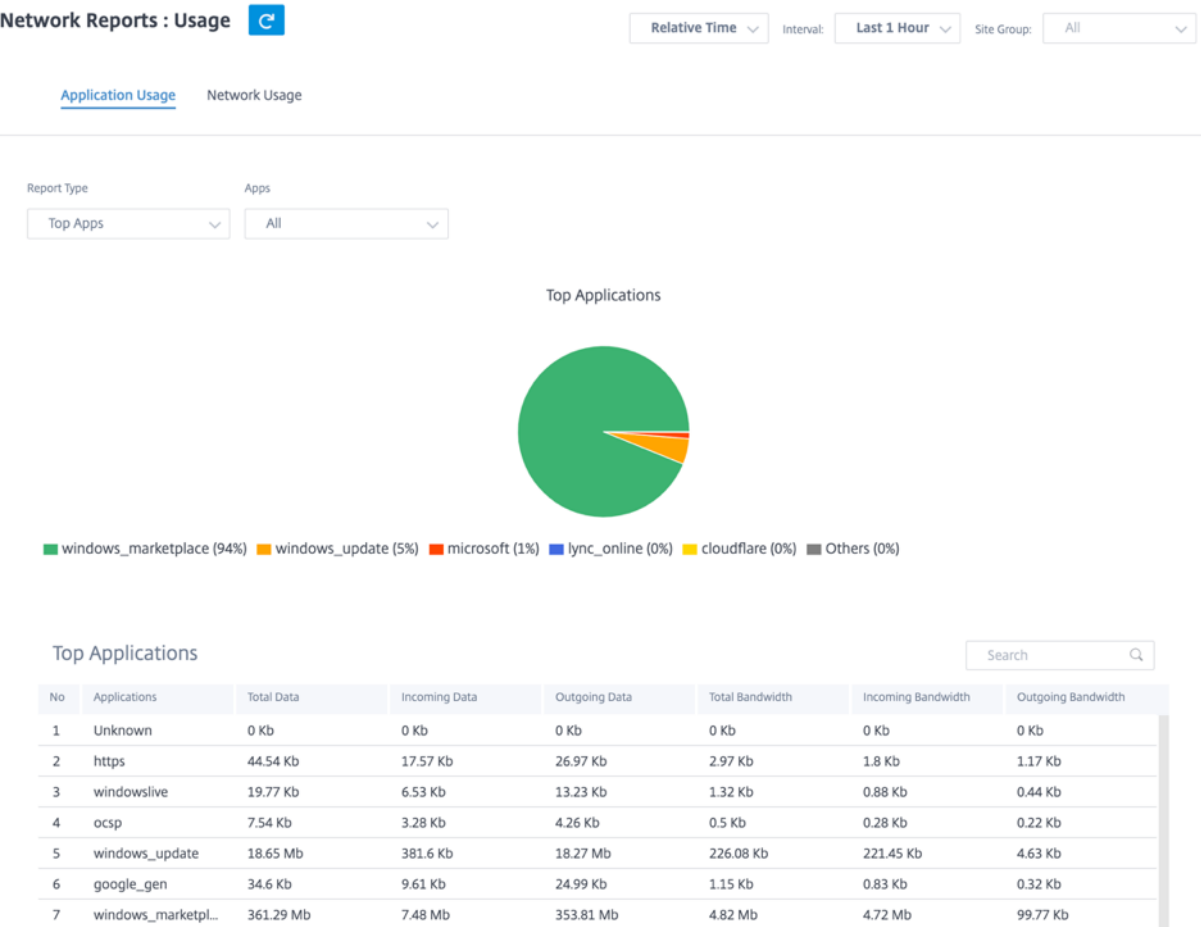 Network Reports : Usage
Relative Time Interval: Last 1 Hour Site Group: All
Application Usage Network Usage
Report Type Apps
Top Apps All
Top Applications
windows_marketplace (94%) windows_update (5%) microsoft (1%) lync_online (0%) cloudflare (0%) Others (0%)
Top Applications Search
No Applications Total Data Incoming Data Outgoing Data Total Bandwidth Incoming Bandwidth Outgoing Bandwidth
1 Unknown 0 Kb 0 Kb 0 Kb 0 Kb 0 Kb 0 Kb
2 https 44.54 Kb 17.57 Kb 26.97 Kb 2.97 Kb 1.8 Kb 1.17 Kb
3 windowslive 19.77 Kb 6.53 Kb 13.23 Kb 1.32 Kb 0.88 Kb 0.44 Kb
4 ocsp 7.54 Kb 3.28 Kb 4.26 Kb 0.5 Kb 0.28 Kb 0.22 Kb
5 windows_update 18.65 Mb 381.6 Kb 18.27 Mb 226.08 Kb 221.45 Kb 4.63 Kb
6 google_gen 34.6 Kb 9.61 Kb 24.99 Kb 1.15 Kb 0.83 Kb 0.32 Kb
7 windows_marketpl... 361.29 Mb 7.48 Mb 353.81 Mb 4.82 Mb 4.72 Mb 99.77 Kb